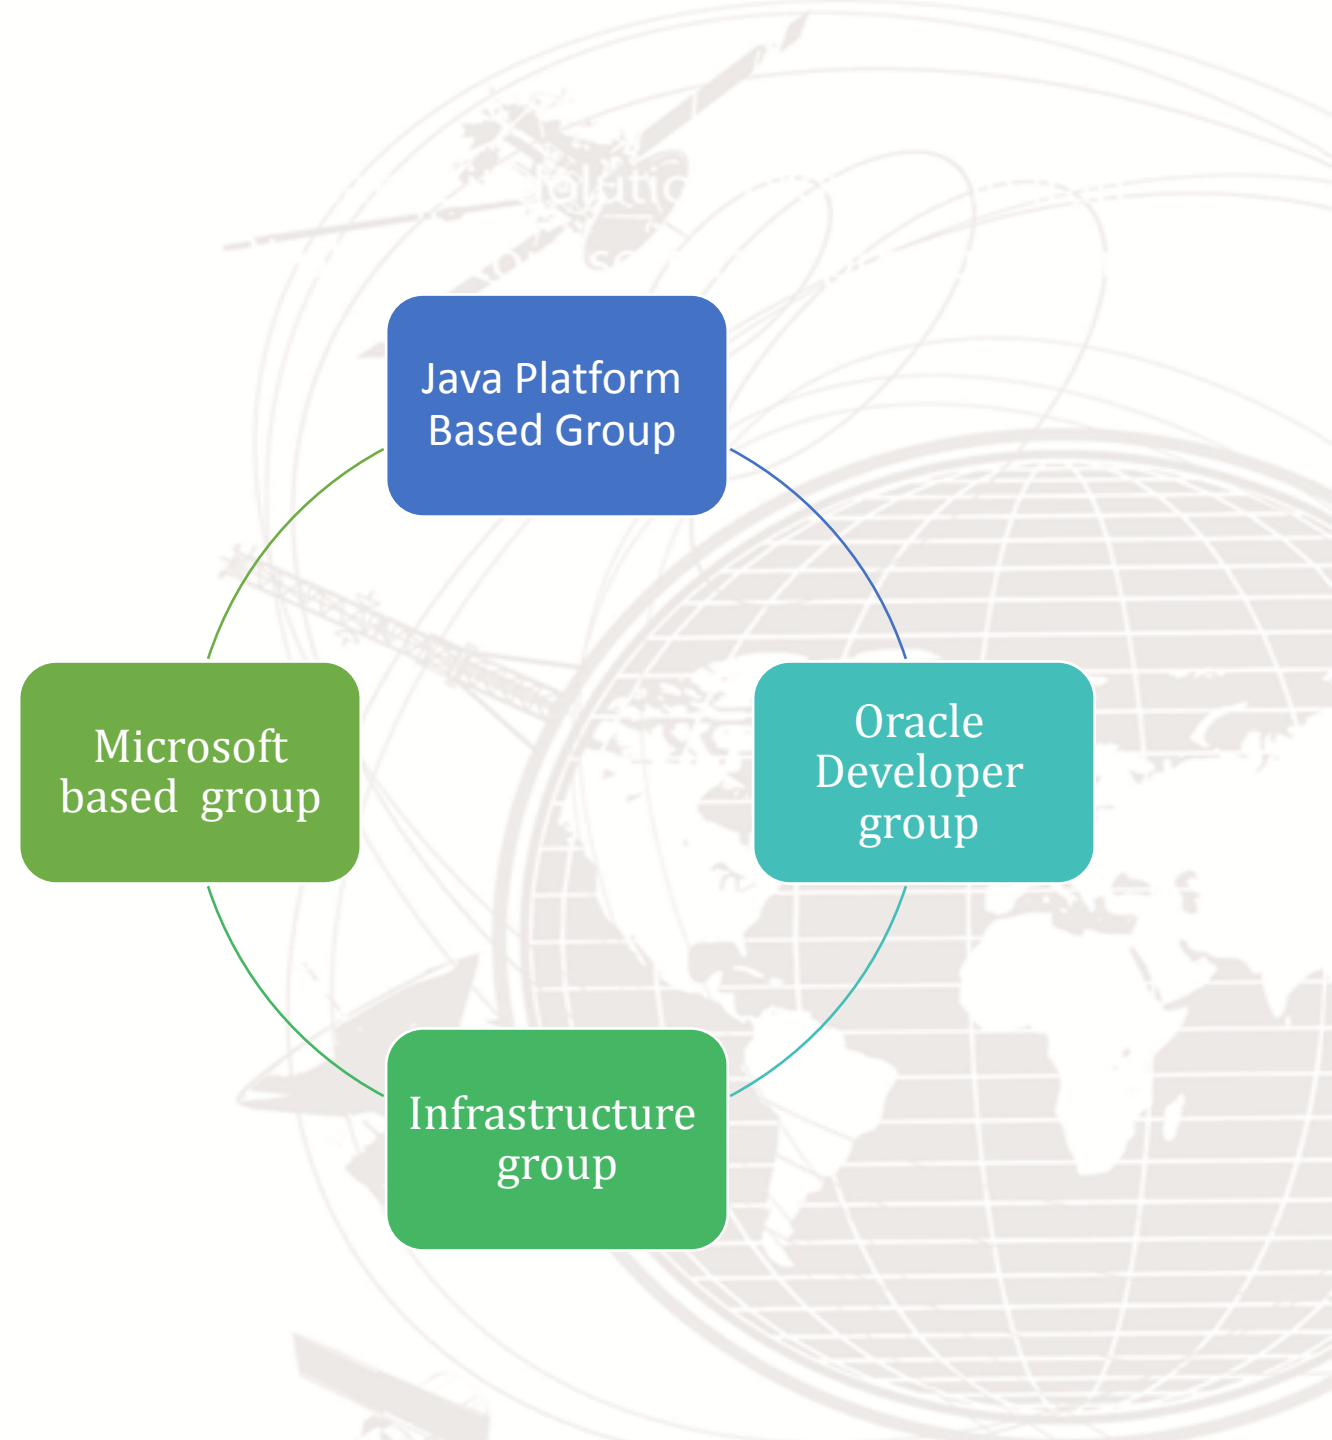 Java Platform
Based Group
Microsoft
based  group
Oracle
Developer
group
Infrastructure
group